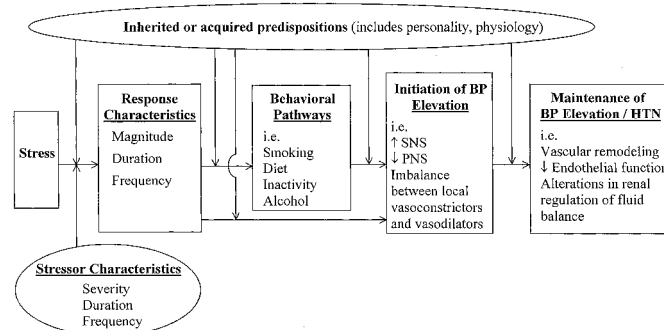 Inherited or acquired predispositions (includes personality, physiology)
Stress
Response
Characteristics
Magnitude
Duration
Frequency
Behavioral
Pathways
i.e.
Smoking
Diet
Inactivity
Alcohol
Initiation of BP
Elevation
i.e.
↑ SNS
↓ PNS
Imbalance
between local
vasoconstrictors
and vasodilators
Maintenance of
BP Elevation / HTN
i.e.
Vascular remodeling
↓ Endothelial function
Alterations in renal
regulation of fluid
balance
Stressor Characteristics
Severity
Duration
Frequency